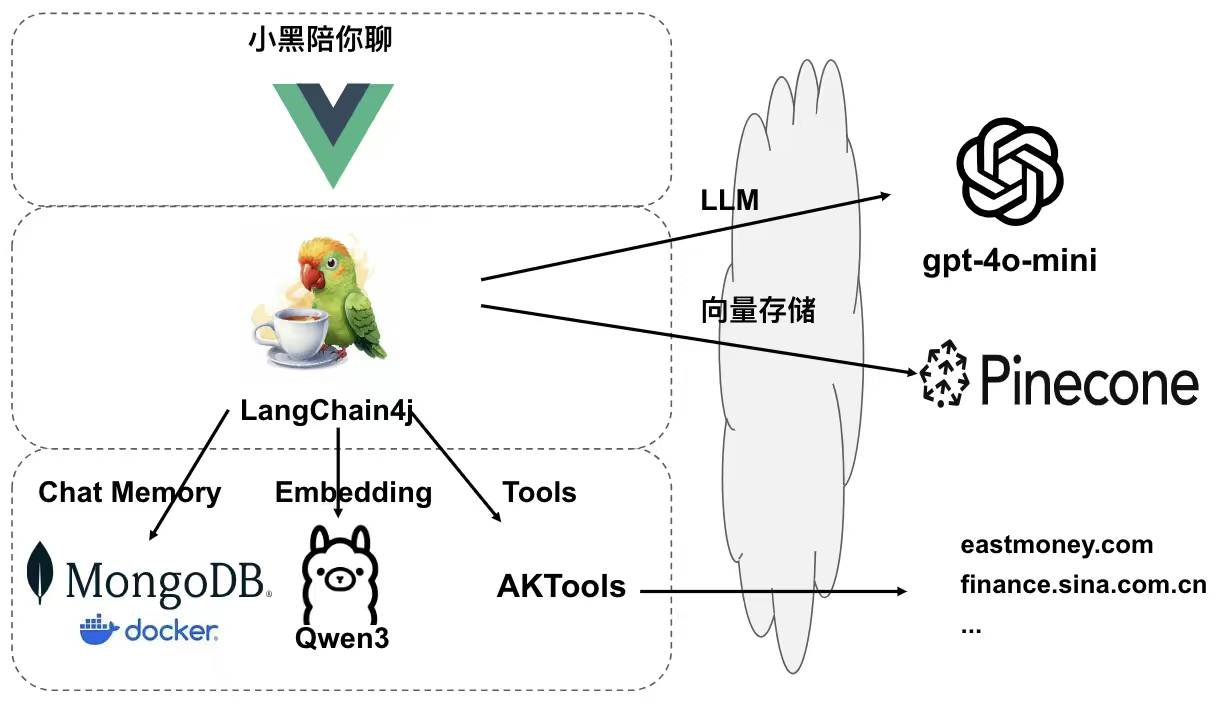 小黑陪你聊
LLM
gpt-4o-mini
向量存储
Pinecone
LangChain4j
Chat Memory
Embedding
Tools
MongoDB®
docker
Qwen3
AKTools
eastmoney.com
finance.sina.com.cn
...